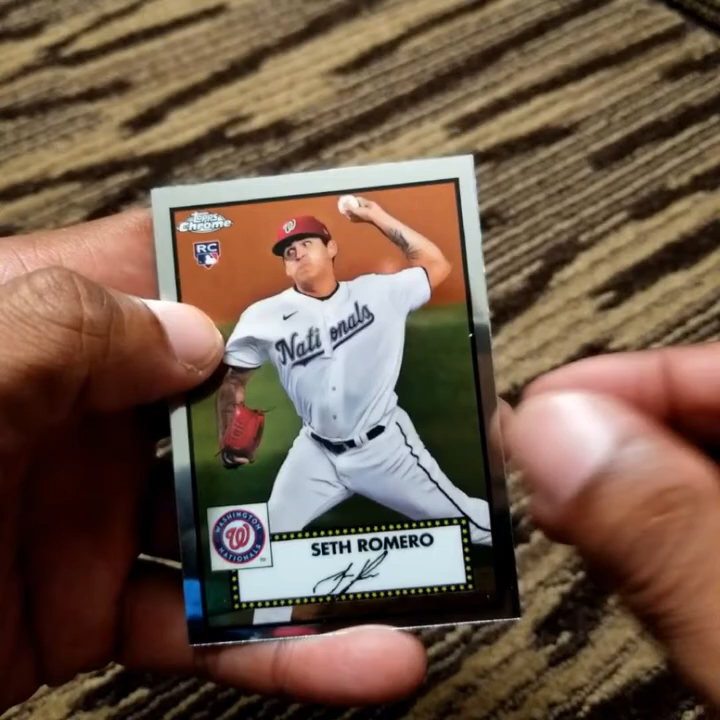 Topps
Chrome
RC
Nationals
WASHINGTON
W
NATIONALS
SETH ROMERO